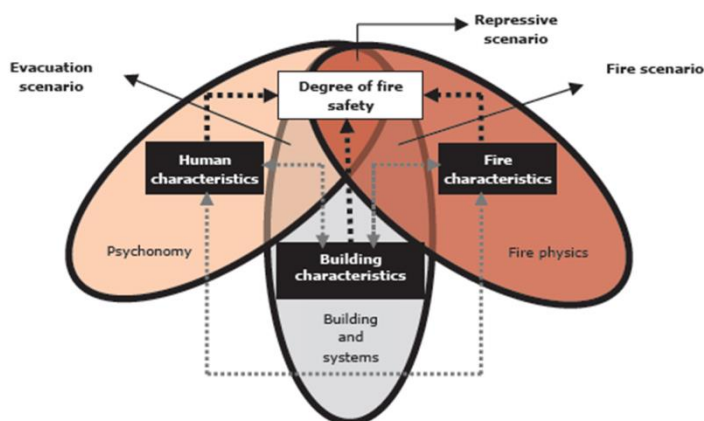 Repressive
scenario
Evacuation
scenario
Fire scenario
Degree of fire
safety
Human
characteristics
Fire
characteristics
Psychonomy
Building
characteristics
Fire physics
Building
and
systems